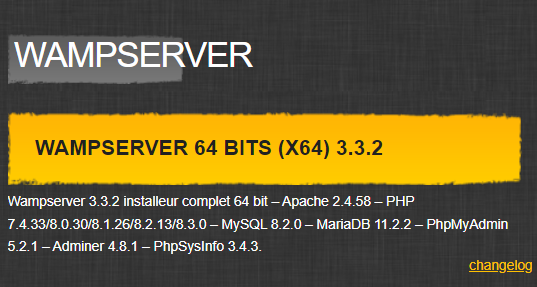 WAMPSERVER
WAMPSERVER 64 BITS (X64) 3.3.2
Wampserver 3.3.2 installeur complet 64 bit – Apache 2.4.58 – PHP
7.4.33/8.0.30/8.1.26/8.2.13/8.3.0 – MySQL 8.2.0 – MariaDB 11.2.2 – PhpMyAdmin
5.2.1 – Adminer 4.8.1 – PhpSysInfo 3.4.3.
changelog